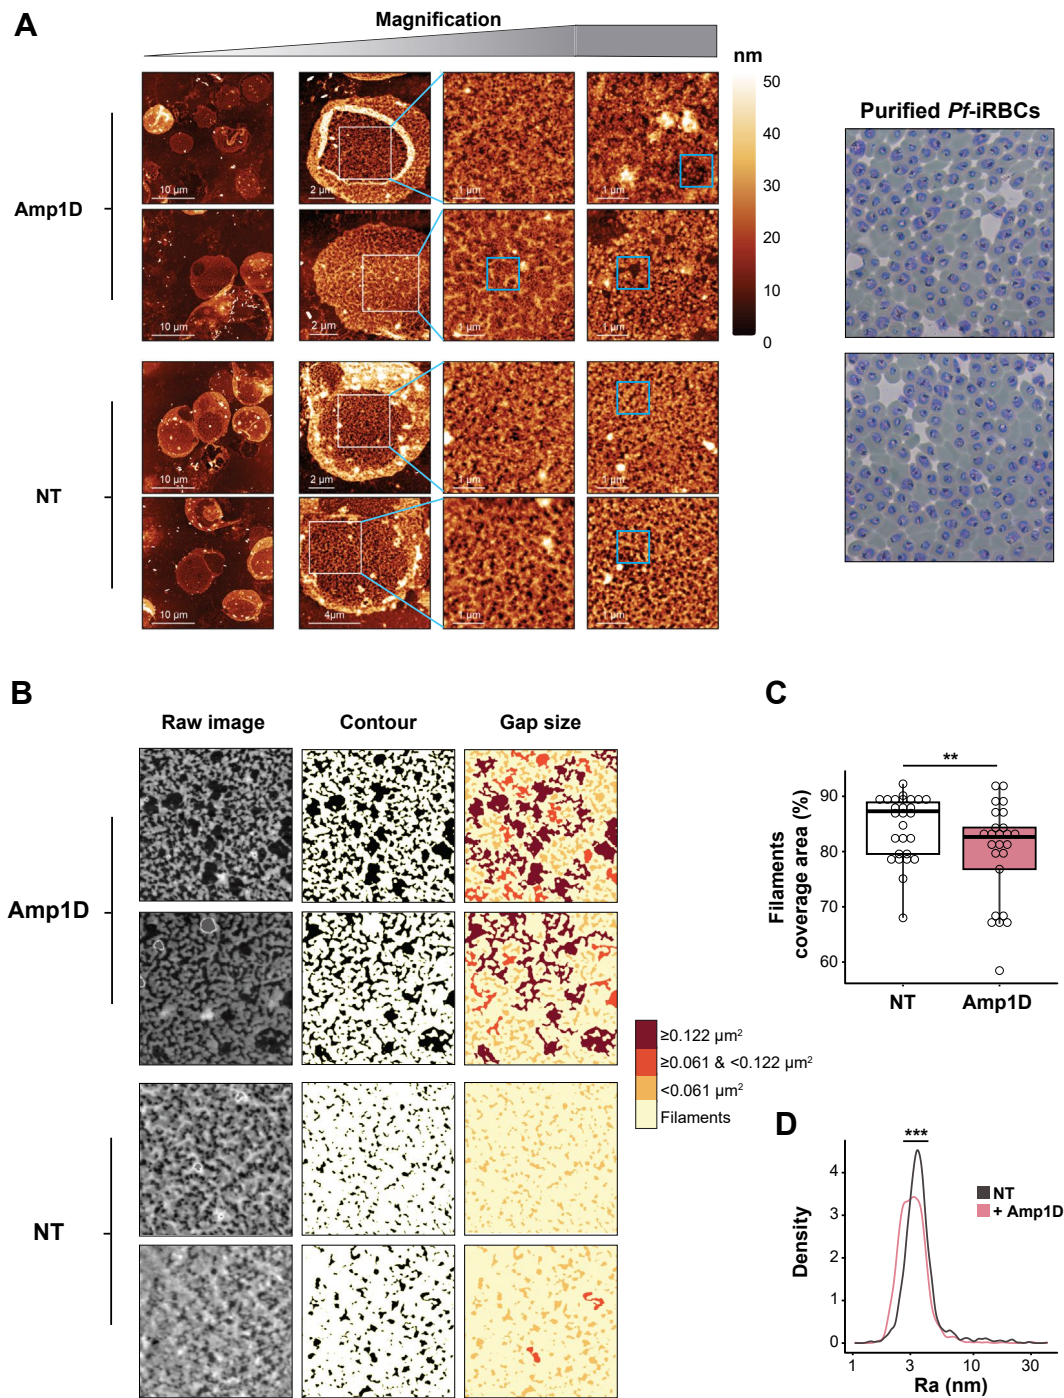 A
Magnification
nm
50
40
30
20
10
0
Purified Pf-iRBCs
Amp1D
10 µm
2 µm
1 µm
1 µm
10 µm
2 µm
1 µm
1 µm
NT
10 µm
2 µm
1 µm
1 µm
10 µm
4µm
1 µm
1 µm
B
Raw image
Contour
Gap size
Amp1D
NT
≥0.122 µm²
≥0.061 & <0.122 µm²
<0.061 µm²
Filaments
C
**
Filaments
coverage area (%)
90
80
70
60
NT
Amp1D
D
***
Density
4
3
2
1
0
NT
+ Amp1D
1
3
10
30
Ra (nm)